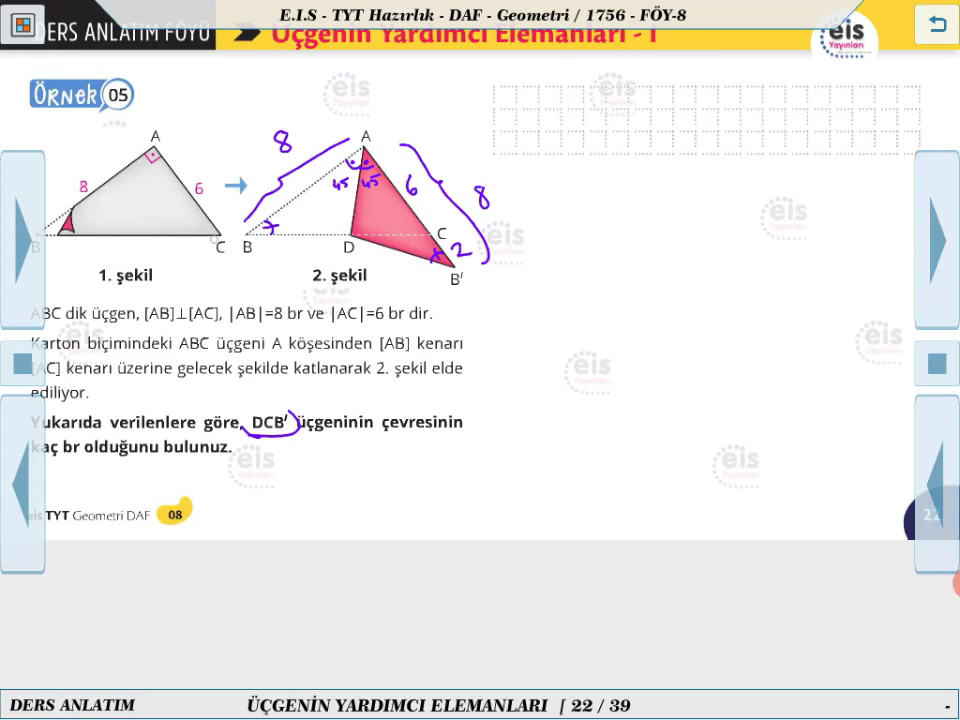 E.I.S - TYT Hazırlık - DAF - Geometri / 1756 - FÖY-8
DERS ANLATIM FÖYÜ
Üçgenin Yardımcı Elemanları - I
eis
Yayınları
ÖRNEK 05
A
8
6
B
C
1. şekil
8
A
45
45
6
8
x
B
D
C
x
2
B'
2. şekil
ABC dik üçgen, [AB]⊥[AC], |AB|=8 br ve |AC|=6 br dir.
Karton biçimindeki ABC üçgeni A köşesinden [AB] kenarı
[AC] kenarı üzerine gelecek şekilde katlanarak 2. şekil elde
ediliyor.
Yukarıda verilenlere göre, DCB' üçgeninin çevresinin
kaç br olduğunu bulunuz.
eis TYT Geometri DAF 08
22
DERS ANLATIM
ÜÇGENİN YARDIMCI ELEMANLARI [ 22 / 39
-